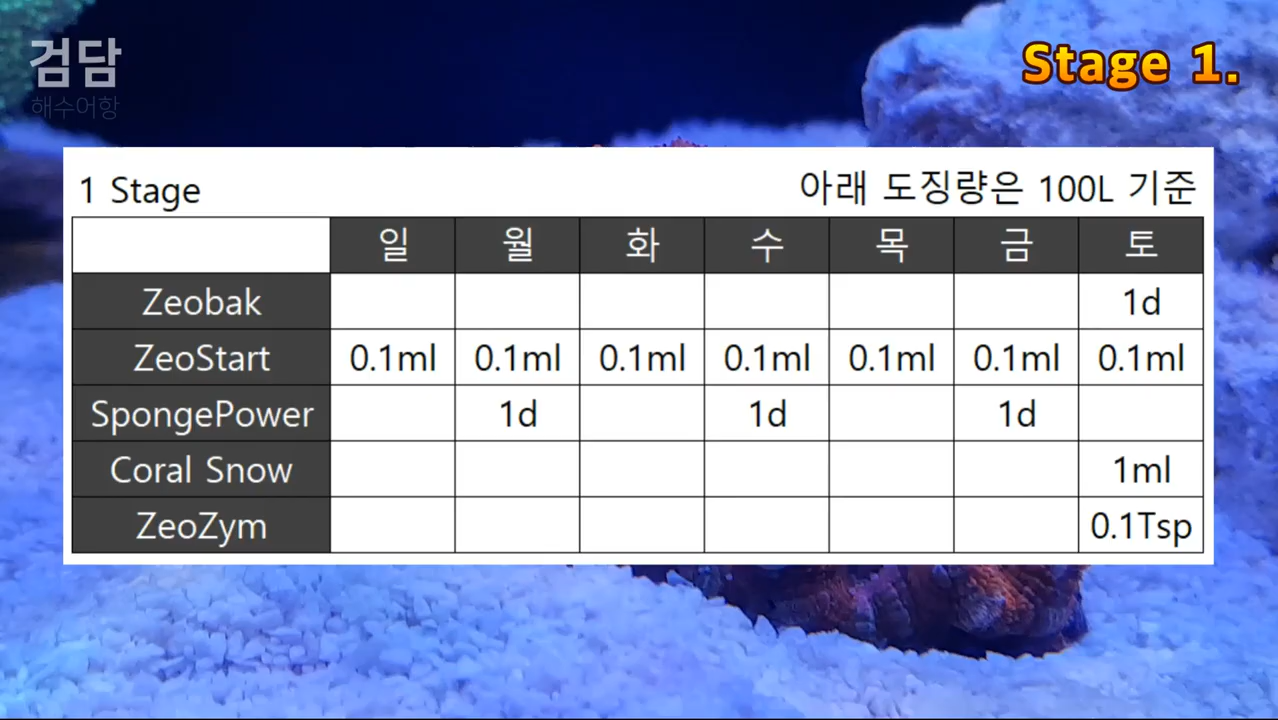 검담
해수어항
Stage 1.
1 Stage 아래 도징량은 100L 기준
일 월 화 수 목 금 토
Zeobak 1d
ZeoStart 0.1ml 0.1ml 0.1ml 0.1ml 0.1ml 0.1ml 0.1ml
SpongePower 1d 1d 1d
Coral Snow 1ml
ZeoZym 0.1Tsp